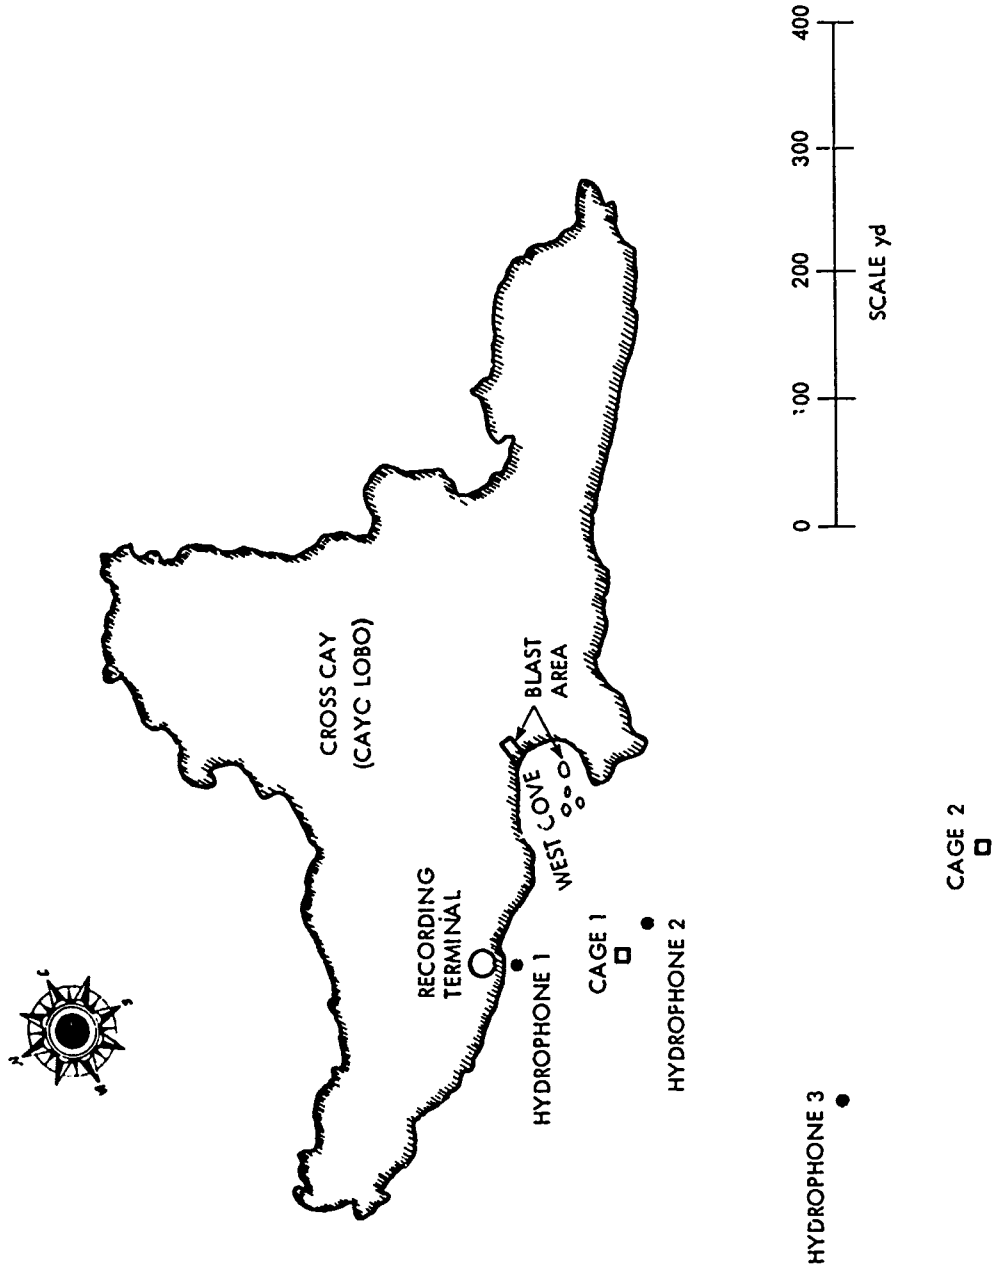 CROSS CAY
(CAYC LOBO)
BLAST
AREA
WEST COVE
RECORDING
TERMINAL
HYDROPHONE 1
CAGE 1
HYDROPHONE 2
HYDROPHONE 3
CAGE 2
0
100
200
300
400
SCALE yd
N
S